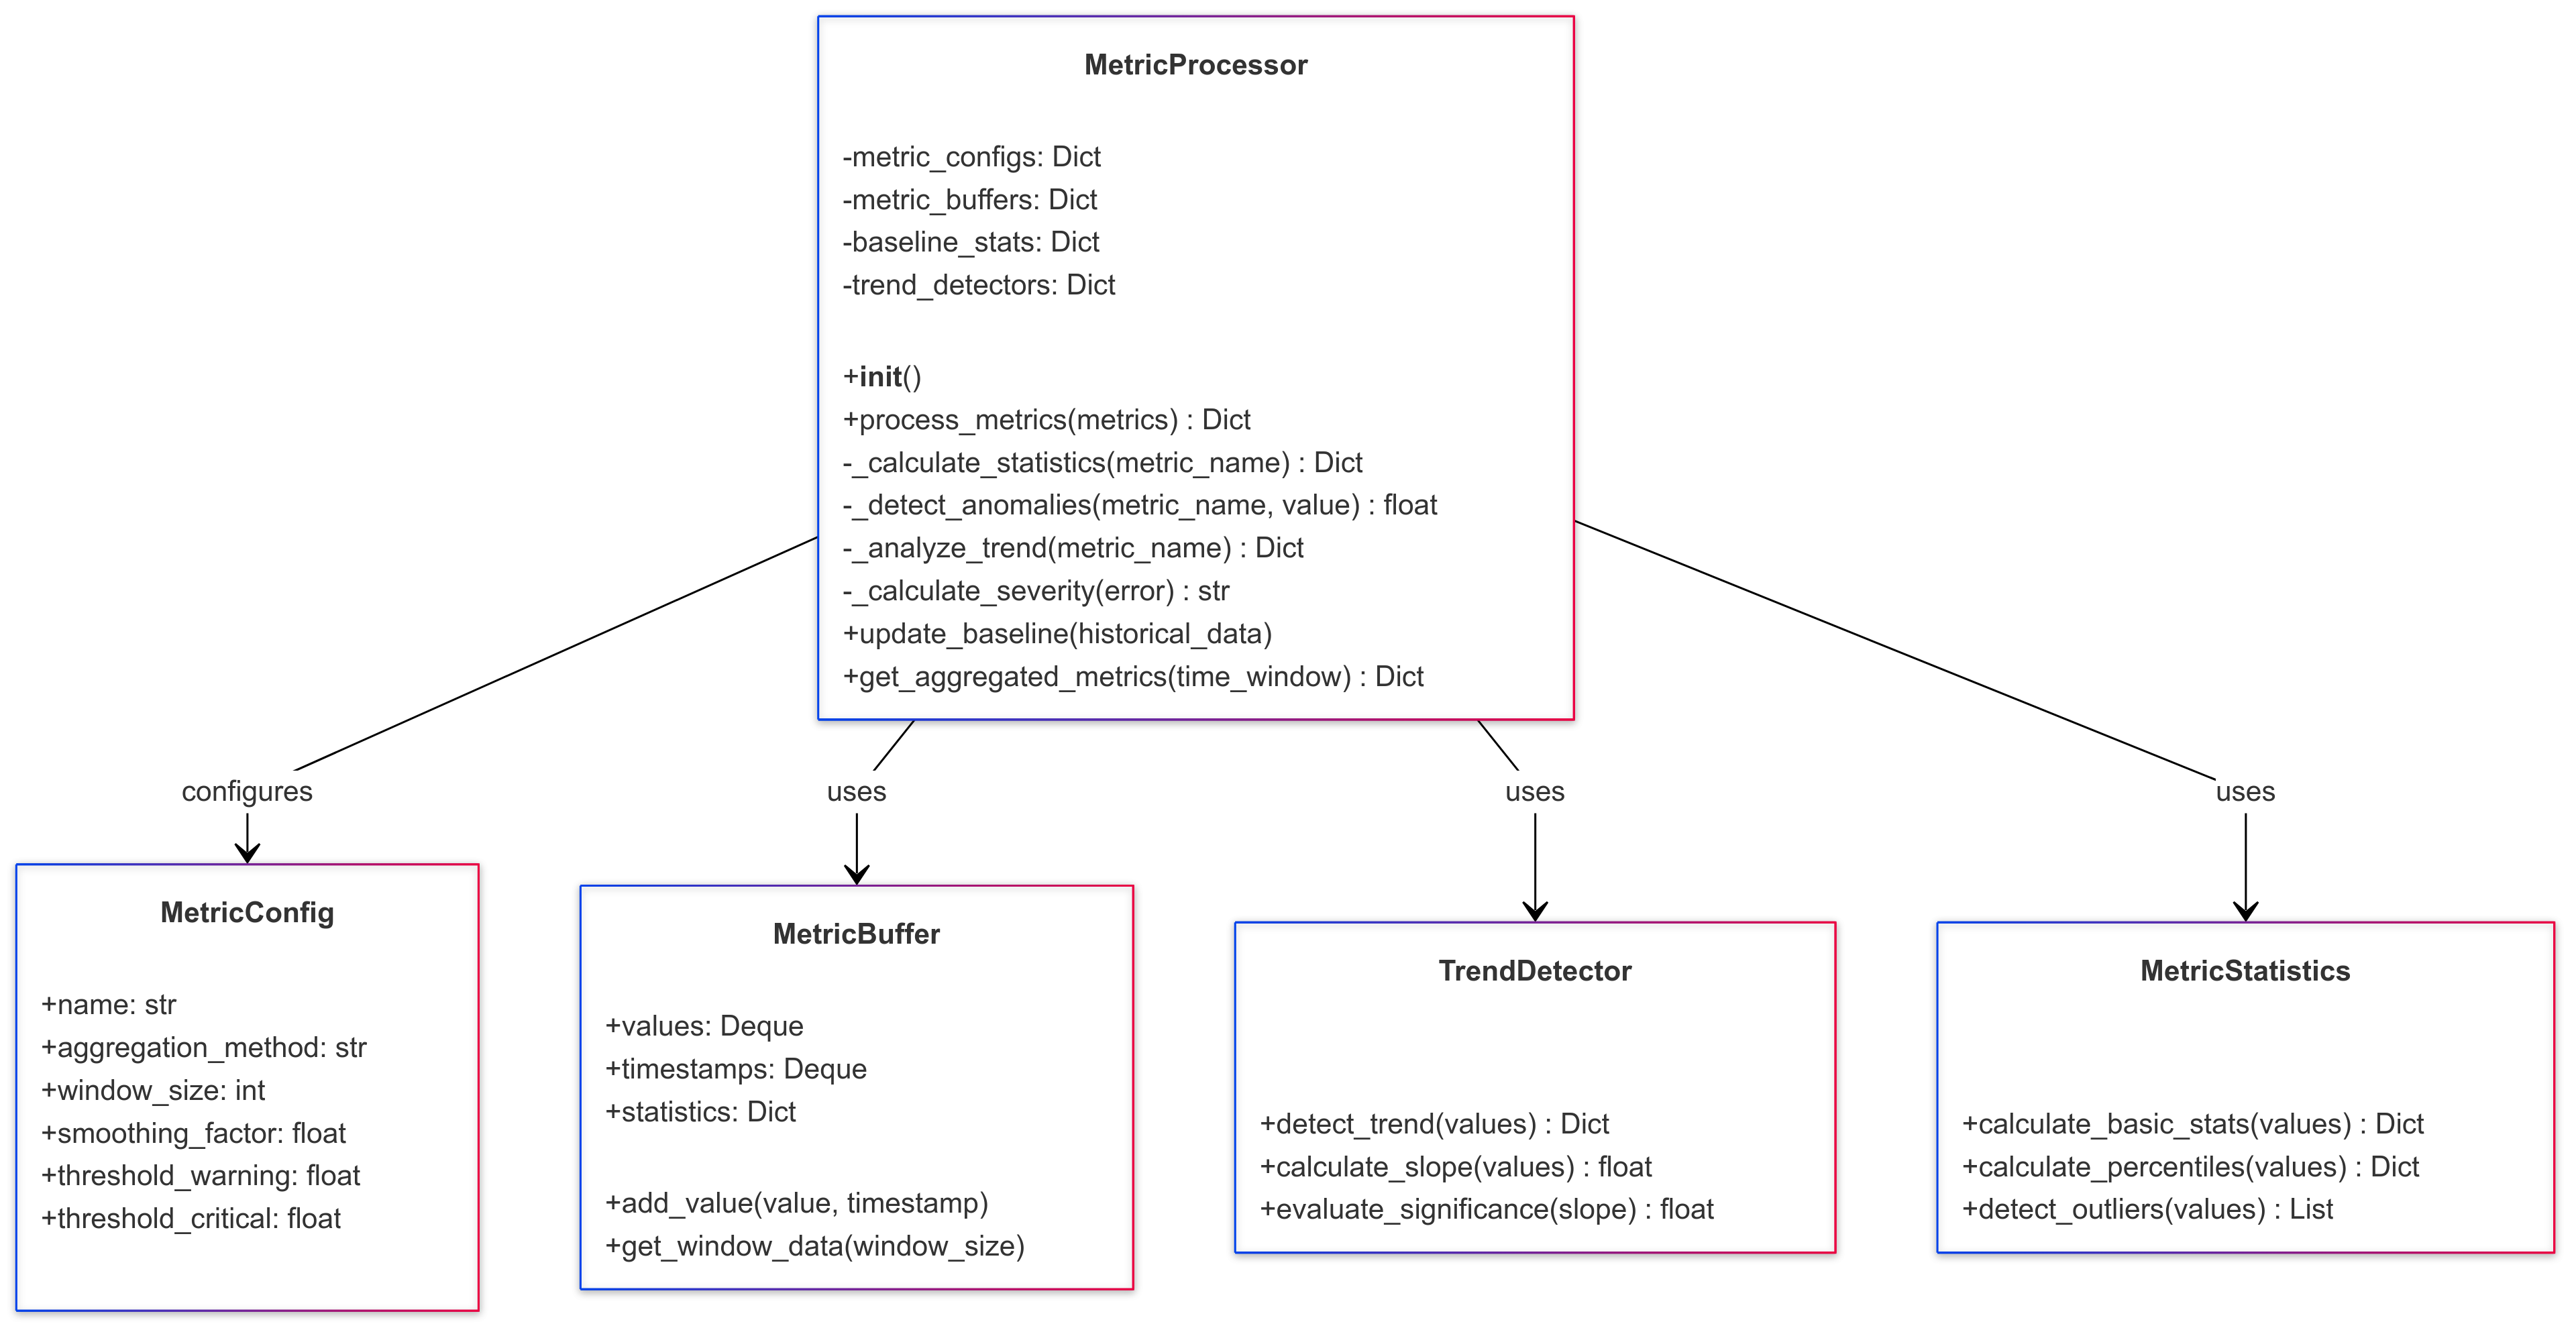 MetricProcessor
-metric_configs: Dict
-metric_buffers: Dict
-baseline_stats: Dict
-trend_detectors: Dict
+init()
+process_metrics(metrics) : Dict
-_calculate_statistics(metric_name) : Dict
-_detect_anomalies(metric_name, value) : float
-_analyze_trend(metric_name) : Dict
-_calculate_severity(error) : str
+update_baseline(historical_data)
+get_aggregated_metrics(time_window) : Dict
configures
uses
uses
uses
MetricConfig
+name: str
+aggregation_method: str
+window_size: int
+smoothing_factor: float
+threshold_warning: float
+threshold_critical: float
MetricBuffer
+values: Deque
+timestamps: Deque
+statistics: Dict
+add_value(value, timestamp)
+get_window_data(window_size)
TrendDetector
+detect_trend(values) : Dict
+calculate_slope(values) : float
+evaluate_significance(slope) : float
MetricStatistics
+calculate_basic_stats(values) : Dict
+calculate_percentiles(values) : Dict
+detect_outliers(values) : List